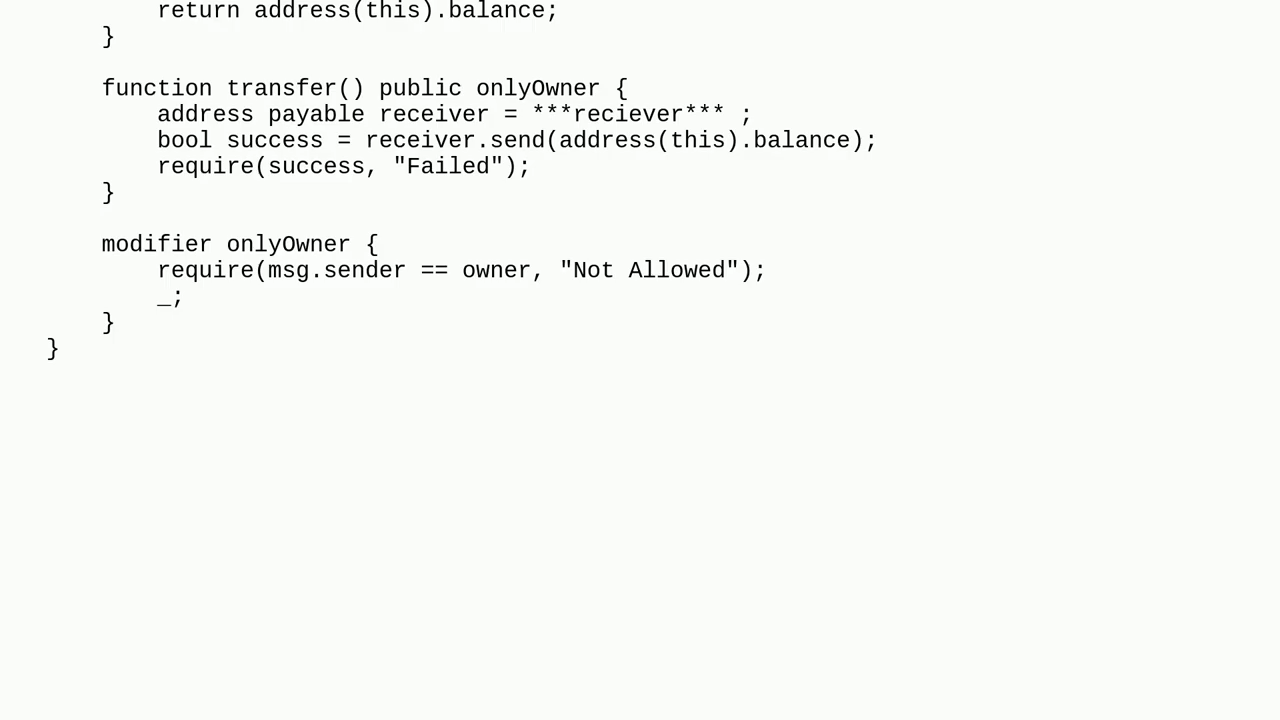 return address(this).balance;
}
function transfer() public onlyOwner {
address payable receiver = ***reciever*** ;
bool success = receiver.send(address(this).balance);
require(success, "Failed");
}
modifier onlyOwner {
require(msg.sender == owner, "Not Allowed");
_;
}
}